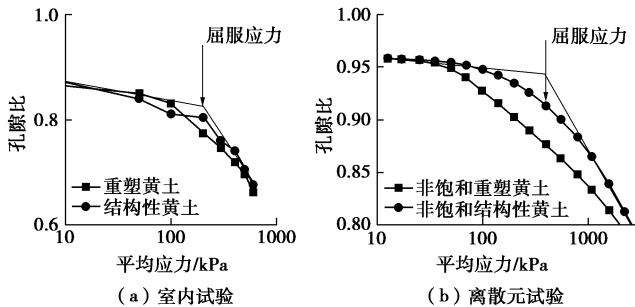 屈服应力
1.0
0.8
0.6
孔隙比
重塑黄土
结构性黄土
10
100
1000
平均应力/kPa
(a) 室内试验
屈服应力
1.00
0.95
0.90
0.85
0.80
孔隙比
非饱和重塑黄土
非饱和结构性黄土
10
100
1000
平均应力/kPa
(b) 离散元试验